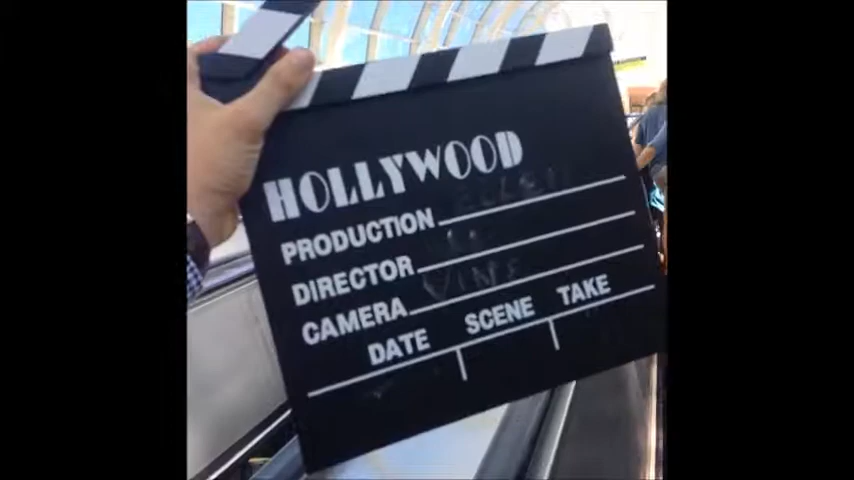 HOLLYWOOD
PRODUCTION
DIRECTOR
CAMERA
DATE SCENE TAKE